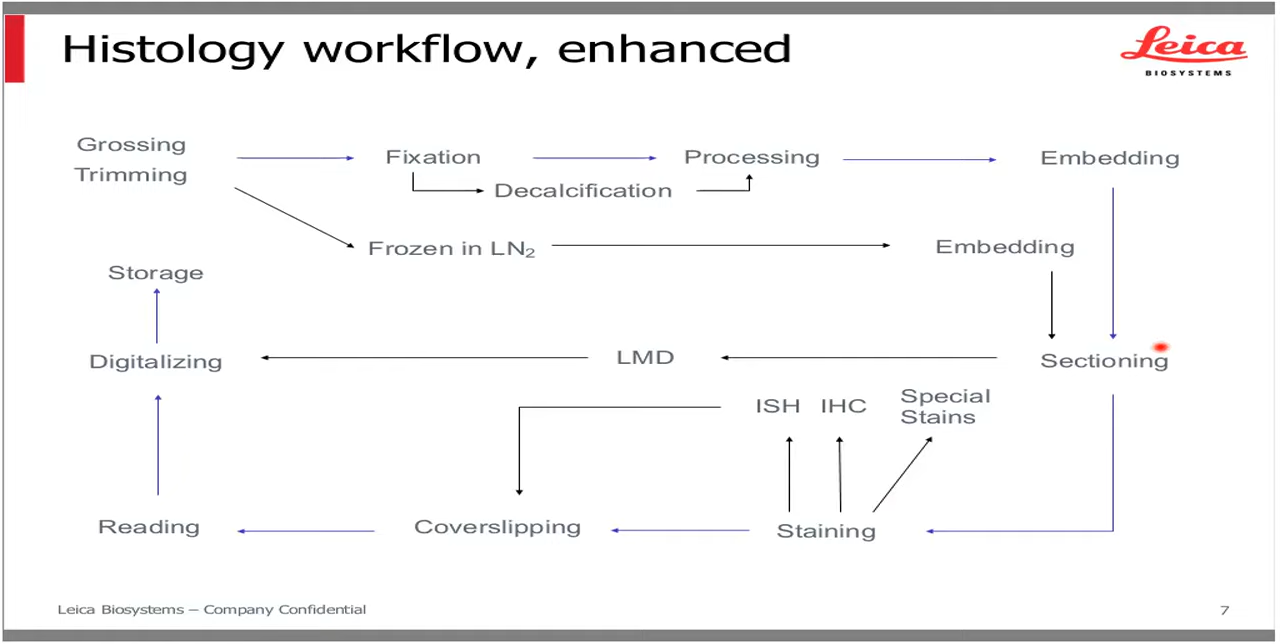 Histology workflow, enhanced
Leica
BIOSYSTEMS
Grossing
Trimming
Fixation
Processing
Embedding
Decalcification
Frozen in LN₂
Embedding
Storage
Digitalizing
LMD
Sectioning
ISH IHC Special
Stains
Reading
Coverslipping
Staining
Leica Biosystems – Company Confidential
7